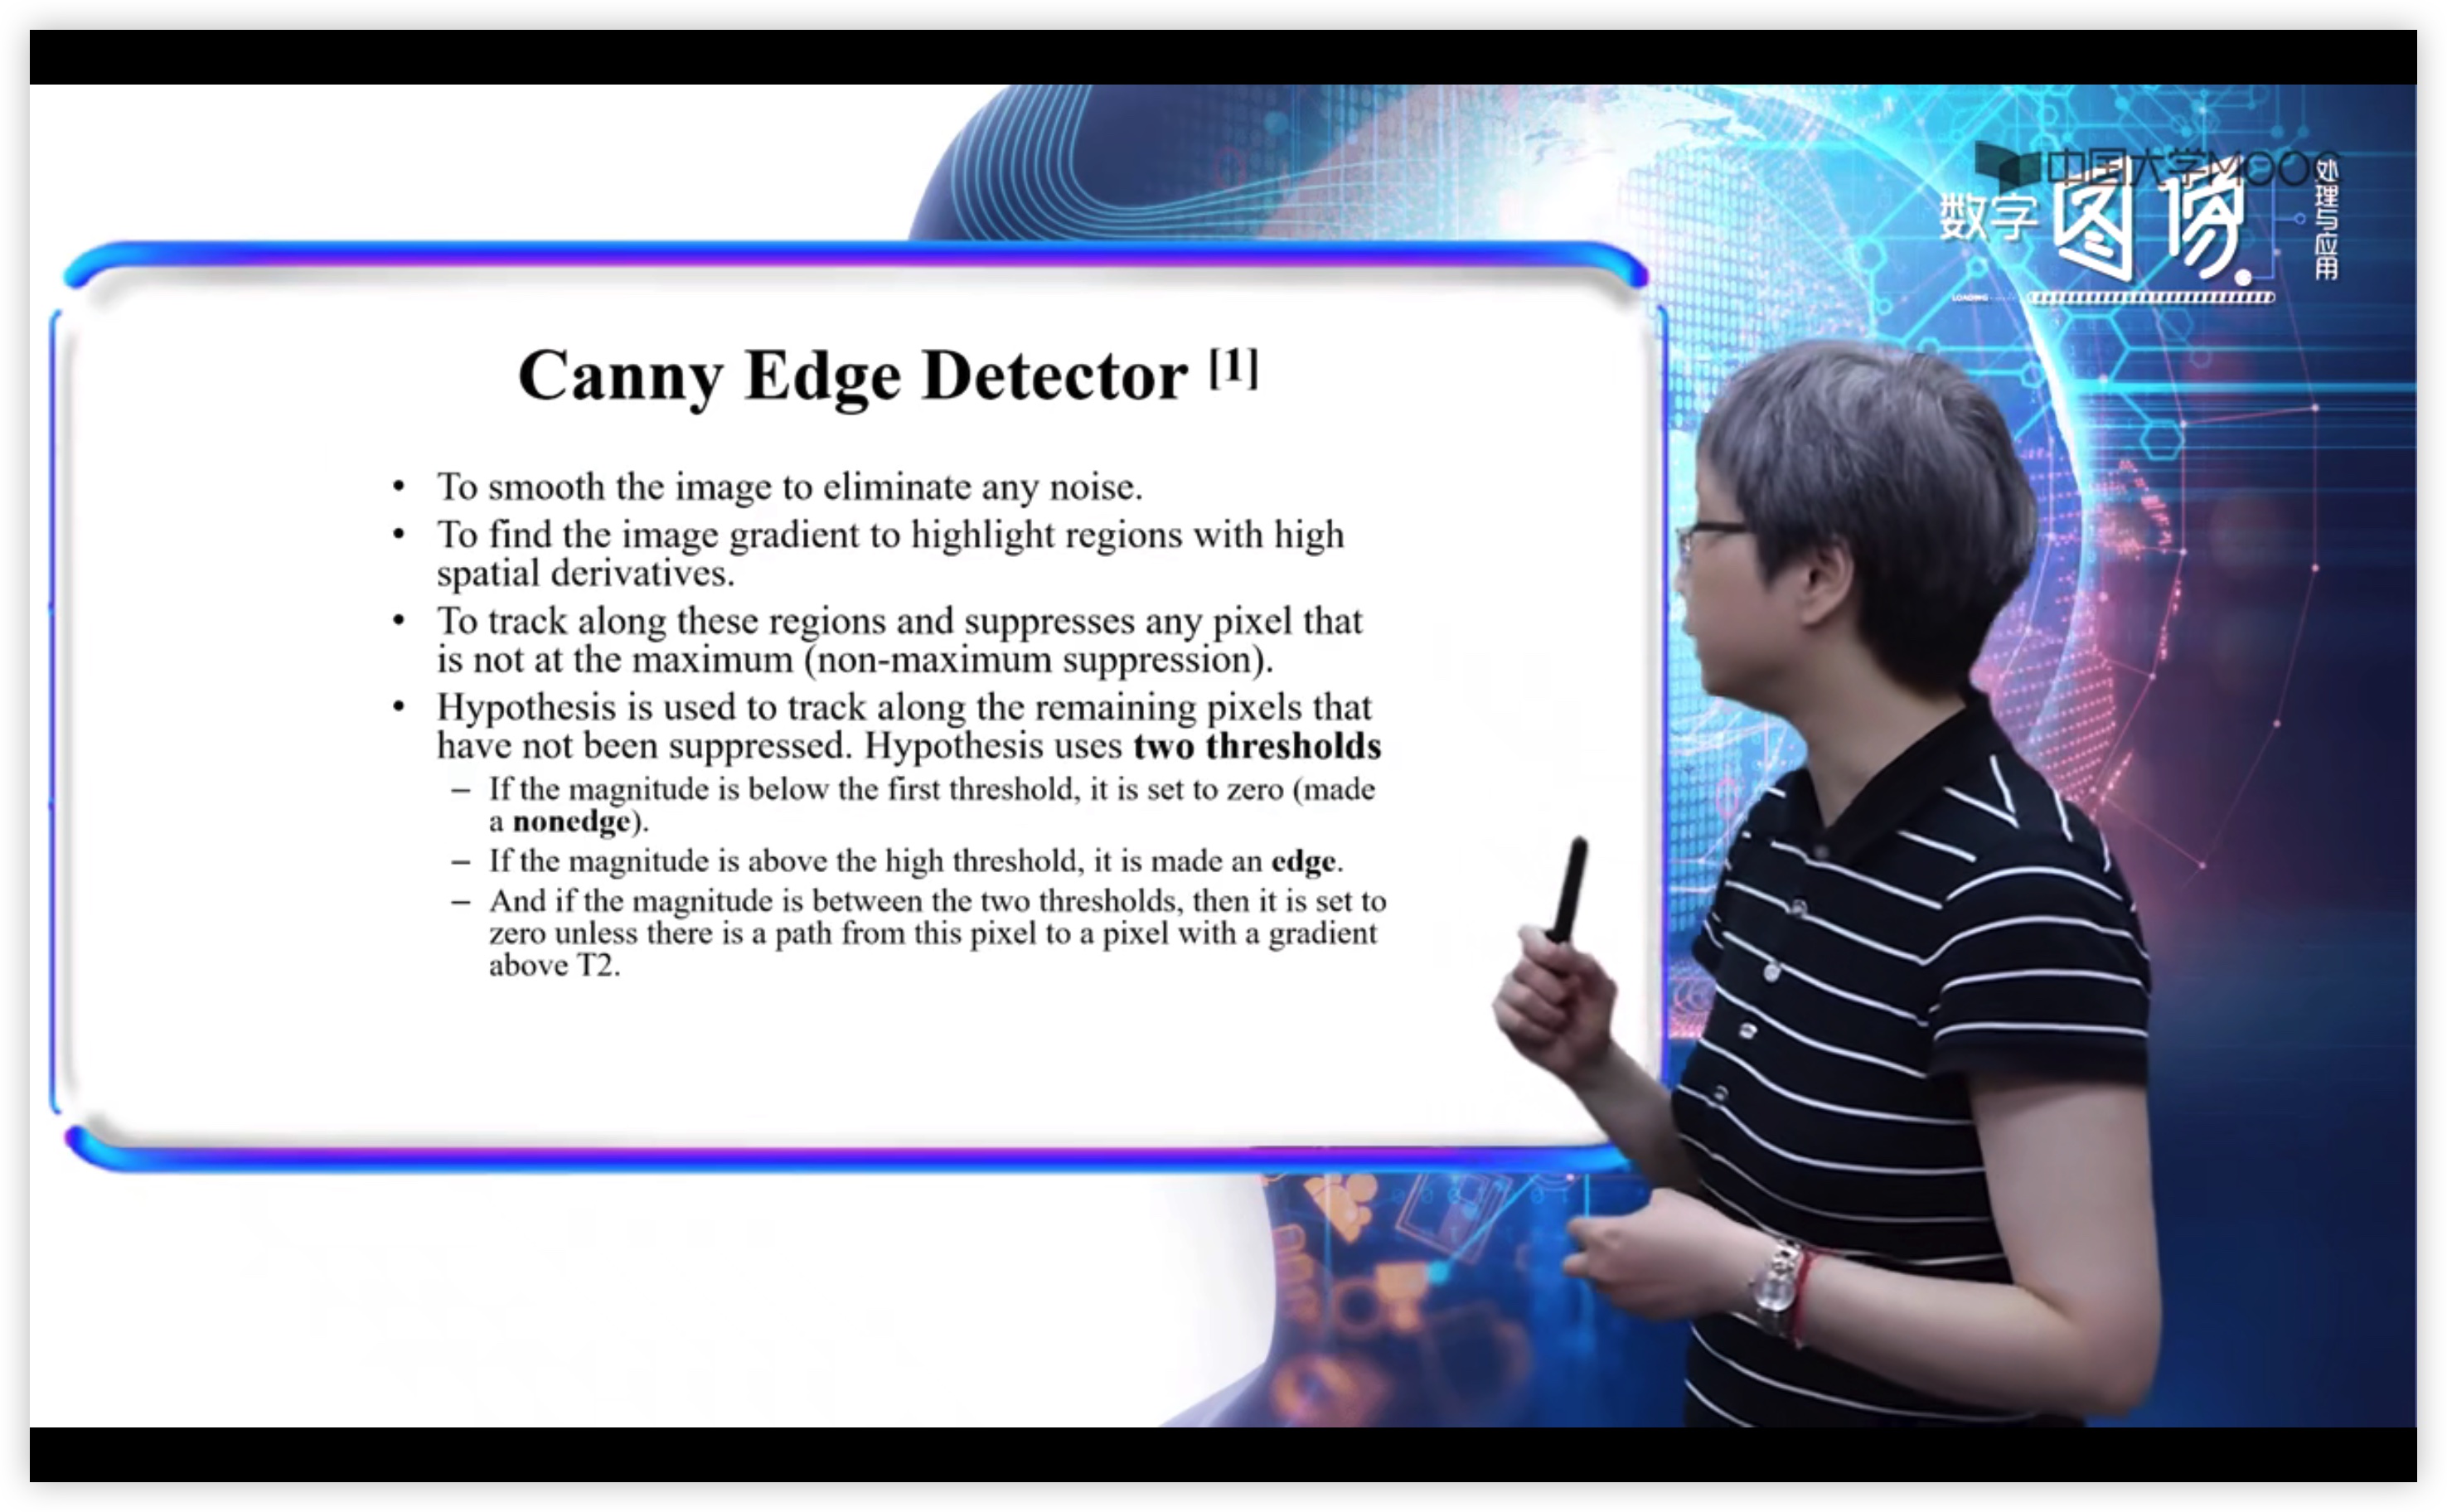 中国大学MOOC
数字
图像
处理与应用
LOADING
Canny Edge Detector [1]
• To smooth the image to eliminate any noise.
• To find the image gradient to highlight regions with high
spatial derivatives.
• To track along these regions and suppresses any pixel that
is not at the maximum (non-maximum suppression).
• Hypothesis is used to track along the remaining pixels that
have not been suppressed. Hypothesis uses two thresholds
– If the magnitude is below the first threshold, it is set to zero (made
a nonedge).
– If the magnitude is above the high threshold, it is made an edge.
– And if the magnitude is between the two thresholds, then it is set to
zero unless there is a path from this pixel to a pixel with a gradient
above T2.